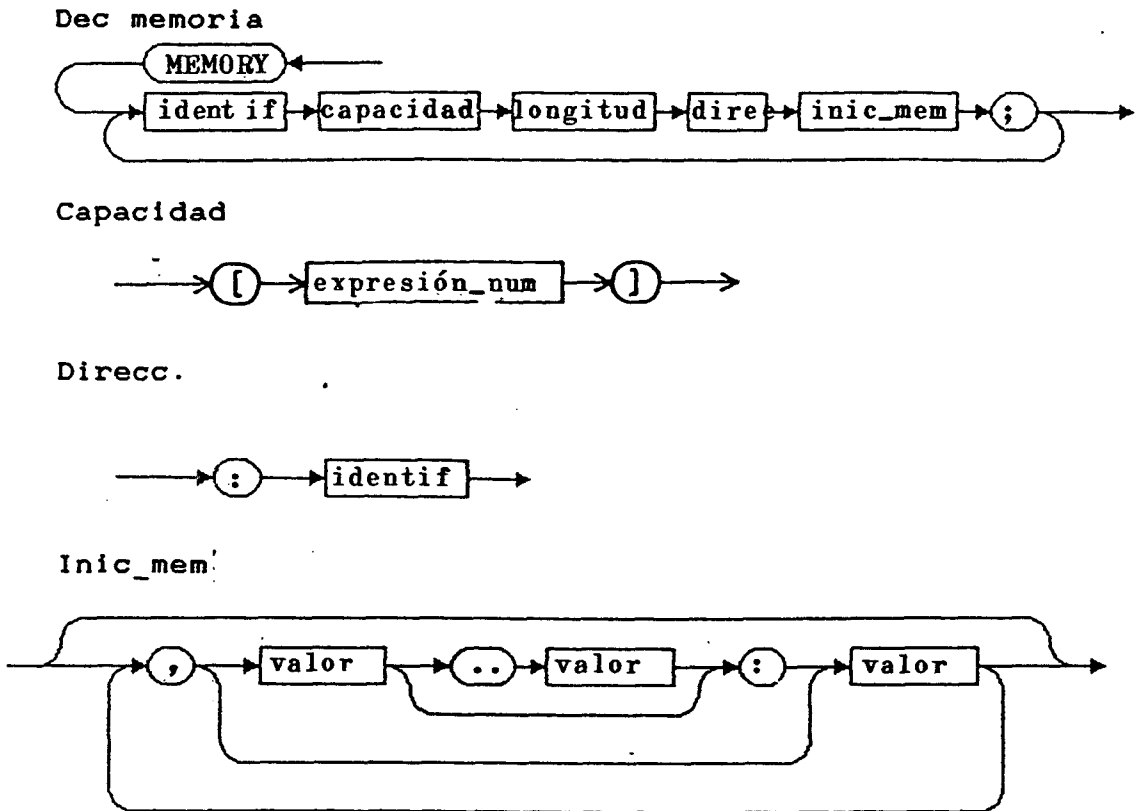 Dec memoria
MEMORY
identif capacidad longitud dire inic_mem ;
Capacidad
[ expresión_num ]
Direcc.
: identif
Inic_mem
, valor .. valor : valor